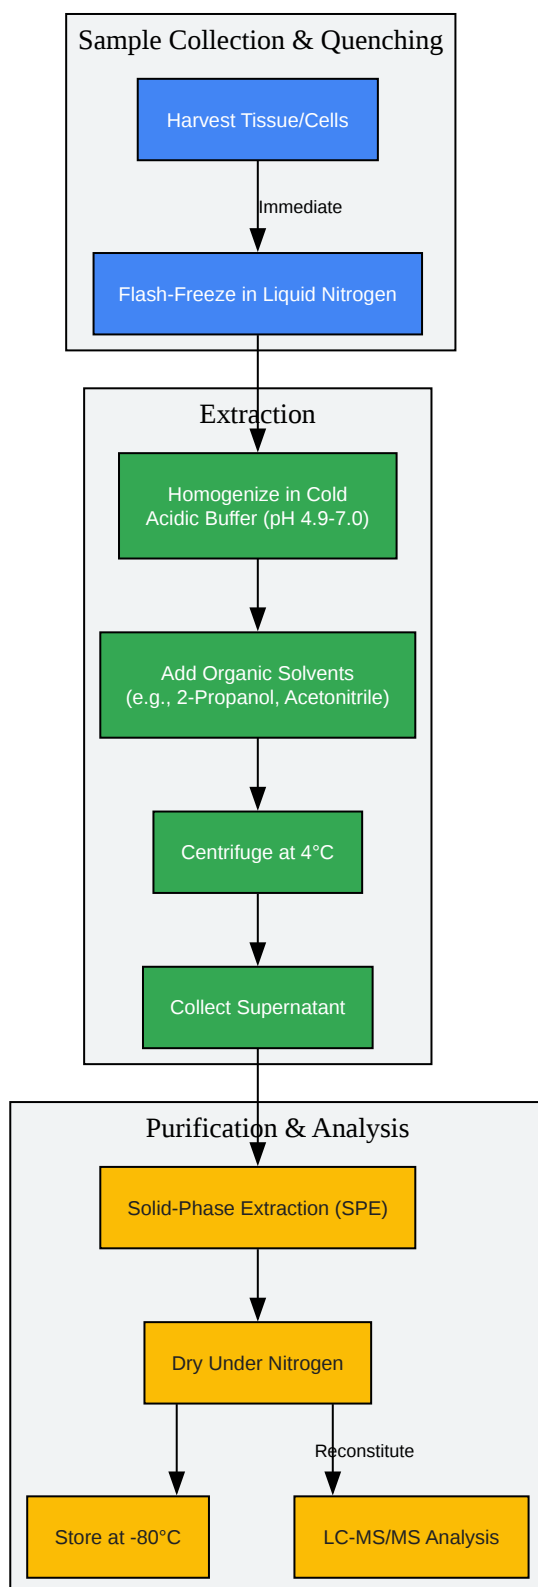 Sample Collection & Quenching
Harvest Tissue/Cells
Immediate
Flash-Freeze in Liquid Nitrogen
Extraction
Homogenize in Cold
Acidic Buffer (pH 4.9-7.0)
Add Organic Solvents
(e.g., 2-Propanol, Acetonitrile)
Centrifuge at 4°C
Collect Supernatant
Purification & Analysis
Solid-Phase Extraction (SPE)
Dry Under Nitrogen
Reconstitute
Store at -80°C
LC-MS/MS Analysis